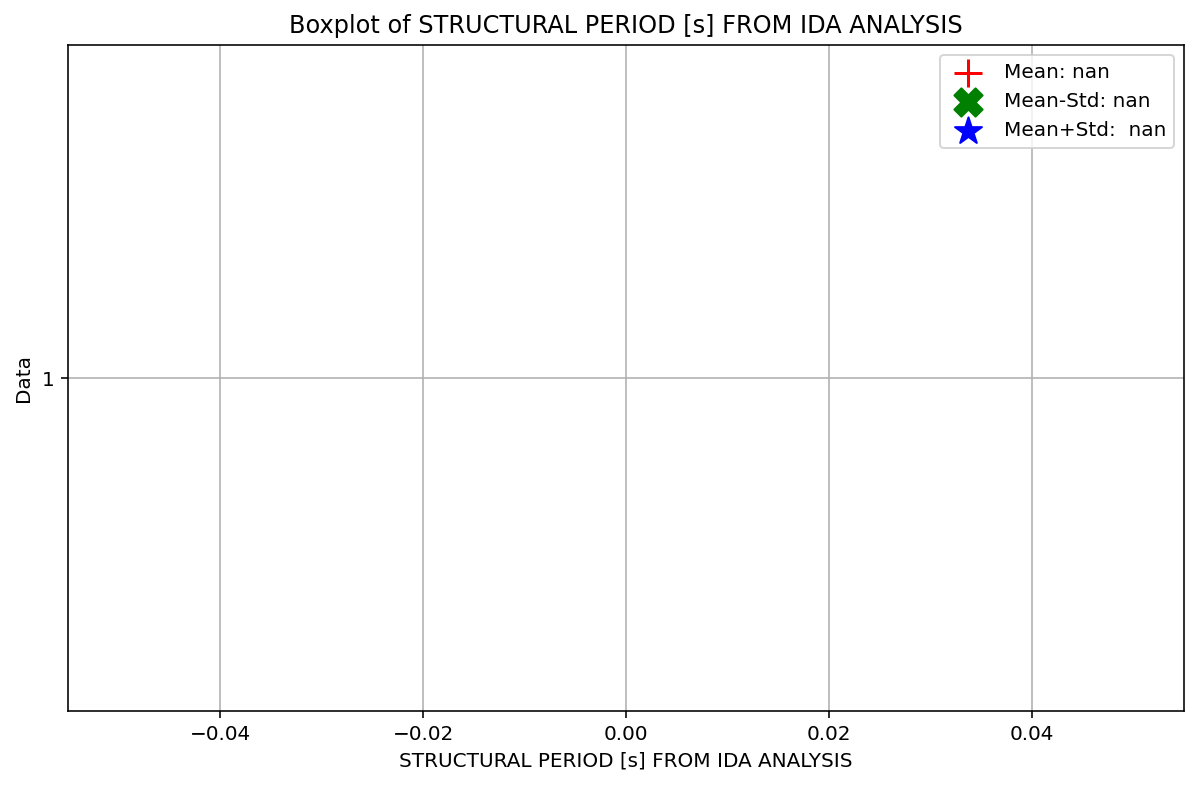 Boxplot of STRUCTURAL PERIOD [s] FROM IDA ANALYSIS
Mean: nan
Mean-Std: nan
Mean+Std:  nan
Data
1
−0.04
−0.02
0.00
0.02
0.04
STRUCTURAL PERIOD [s] FROM IDA ANALYSIS